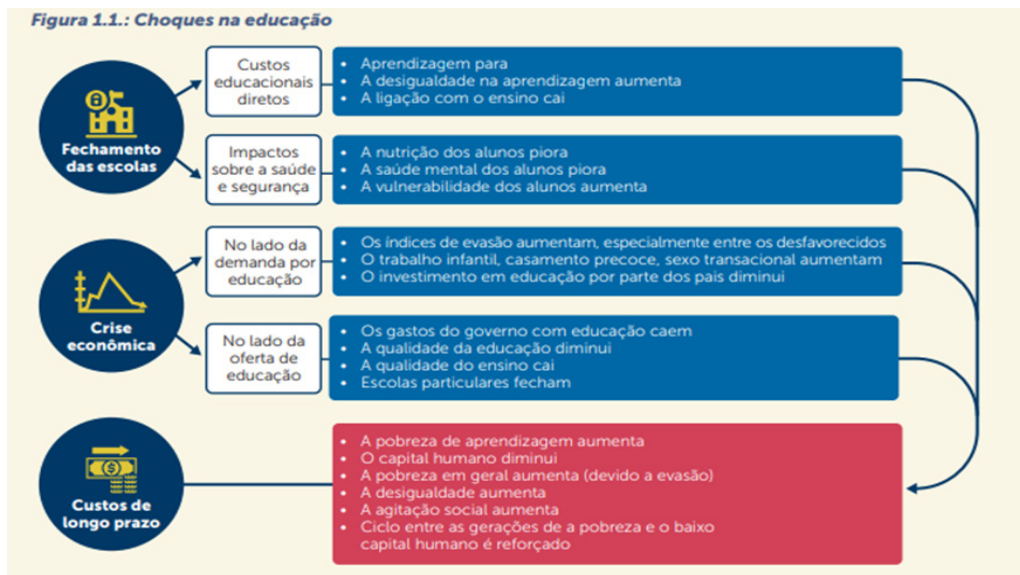 Figura 1.1.: Choques na educação
Fechamento
das escolas
Custos
educacionais
diretos
• Aprendizagem para
• A desigualdade na aprendizagem aumenta
• A ligação com o ensino cai
Impactos
sobre a saúde
e segurança
• A nutrição dos alunos piora
• A saúde mental dos alunos piora
• A vulnerabilidade dos alunos aumenta
Crise
econômica
No lado da
demanda por
educação
• Os índices de evasão aumentam, especialmente entre os desfavorecidos
• O trabalho infantil, casamento precoce, sexo transacional aumentam
• O investimento em educação por parte dos pais diminui
No lado da
oferta de
educação
• Os gastos do governo com educação caem
• A qualidade da educação diminui
• A qualidade do ensino cai
• Escolas particulares fecham
Custos de
longo prazo
• A pobreza de aprendizagem aumenta
• O capital humano diminui
• A pobreza em geral aumenta (devido a evasão)
• A desigualdade aumenta
• A agitação social aumenta
• Ciclo entre as gerações de a pobreza e o baixo
capital humano é reforçado